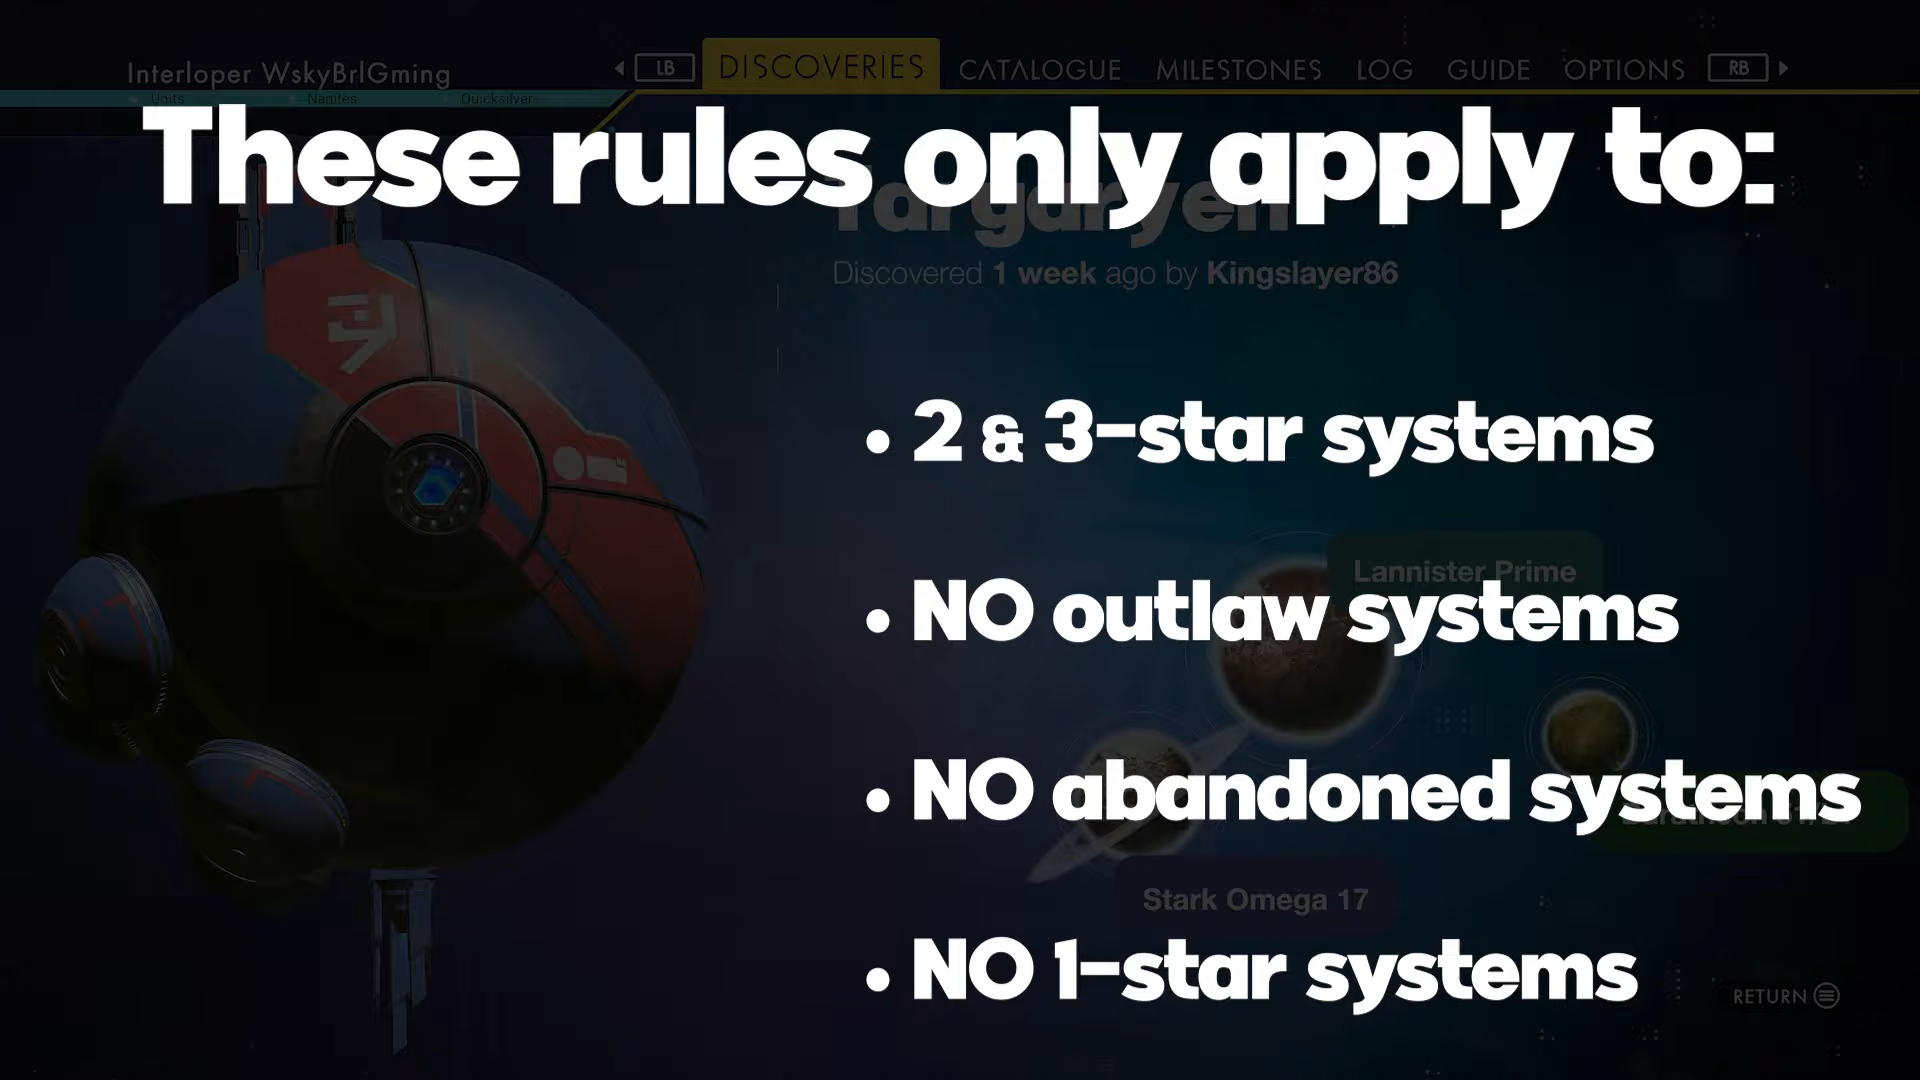 Interloper WskyBrlGming
LB DISCOVERIES CATALOGUE MILESTONES LOG GUIDE OPTIONS RB
Units Nanites Quicksilver
These rules only apply to:
Targaryen
Discovered 1 week ago by Kingslayer86
• 2 & 3-star systems
Lannister Prime
• NO outlaw systems
• NO abandoned systems
Stark Omega 17
• NO 1-star systems
RETURN